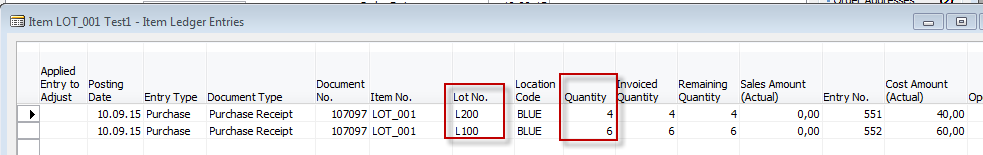 Item LOT_001 Test1 - Item Ledger Entries
Applied Entry to Adjust Posting Date Entry Type Document Type Document No. Item No. Lot No. Location Code Quantity Invoiced Quantity Remaining Quantity Sales Amount (Actual) Entry No. Cost Amount (Actual) Op
10.09.15 Purchase Purchase Receipt 107097 LOT_001 L200 BLUE 4 4 4 0,00 551 40,00
10.09.15 Purchase Purchase Receipt 107097 LOT_001 L100 BLUE 6 6 6 0,00 552 60,00